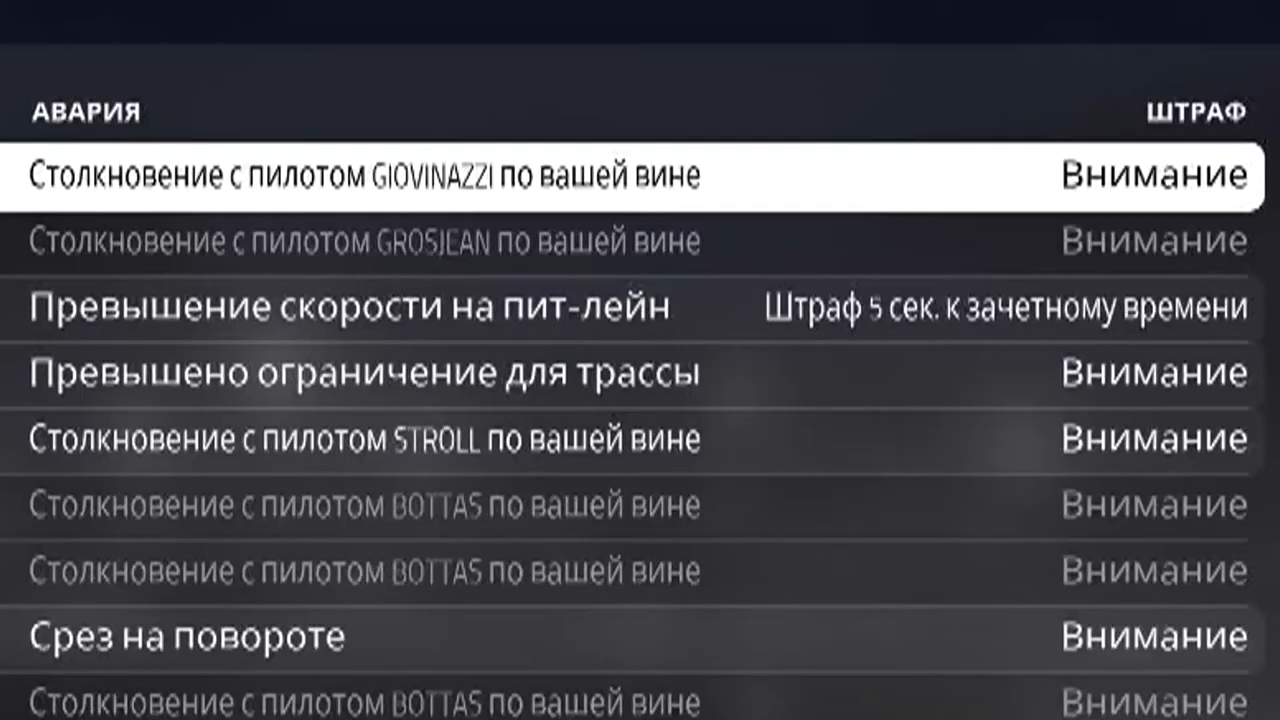 АВАРИЯ ШТРАФ
Столкновение с пилотом GIOVINAZZI по вашей вине Внимание
Столкновение с пилотом GROSJEAN по вашей вине Внимание
Превышение скорости на пит-лейн Штраф 5 сек. к зачетному времени
Превышено ограничение для трассы Внимание
Столкновение с пилотом STROLL по вашей вине Внимание
Столкновение с пилотом BOTTAS по вашей вине Внимание
Столкновение с пилотом BOTTAS по вашей вине Внимание
Срез на повороте Внимание
Столкновение с пилотом BOTTAS по вашей вине Внимание